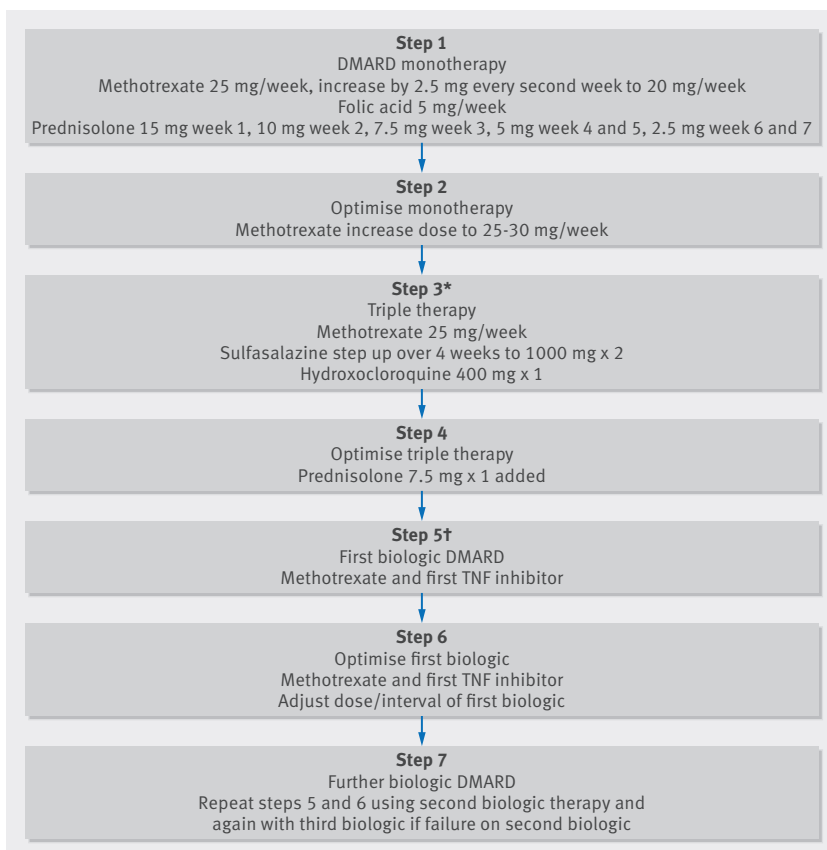 Step 1
DMARD monotherapy
Methotrexate 25 mg/week, increase by 2.5 mg every second week to 20 mg/week
Folic acid 5 mg/week
Prednisolone 15 mg week 1, 10 mg week 2, 7.5 mg week 3, 5 mg week 4 and 5, 2.5 mg week 6 and 7
Step 2
Optimise monotherapy
Methotrexate increase dose to 25-30 mg/week
Step 3*
Triple therapy
Methotrexate 25 mg/week
Sulfasalazine step up over 4 weeks to 1000 mg x 2
Hydroxocloroquine 400 mg x 1
Step 4
Optimise triple therapy
Prednisolone 7.5 mg x 1 added
Step 5†
First biologic DMARD
Methotrexate and first TNF inhibitor
Step 6
Optimise first biologic
Methotrexate and first TNF inhibitor
Adjust dose/interval of first biologic
Step 7
Further biologic DMARD
Repeat steps 5 and 6 using second biologic therapy and
again with third biologic if failure on second biologic